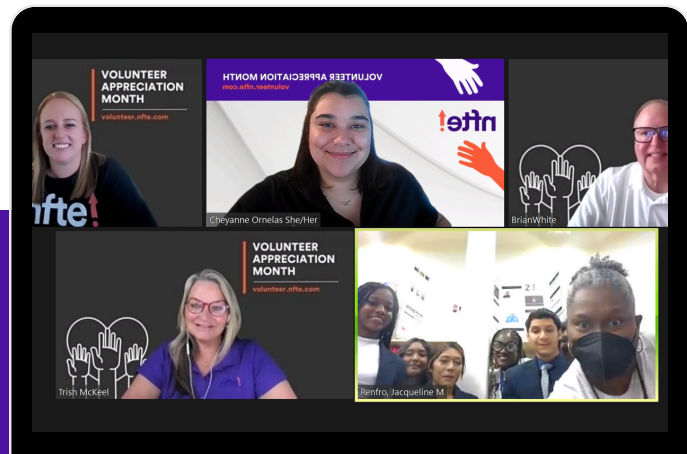 VOLUNTEER
APPRECIATION
MONTH
volunteer.nfte.com
nfte!
VOLUNTEER APPRECIATION MONTH
volunteer.nfte.com
nfte!
Cheyanne Ornelas She/Her
BrianWhite
VOLUNTEER
APPRECIATION
MONTH
volunteer.nfte.com
nfte!
Trish McKeel
Renfro, Jacqueline M